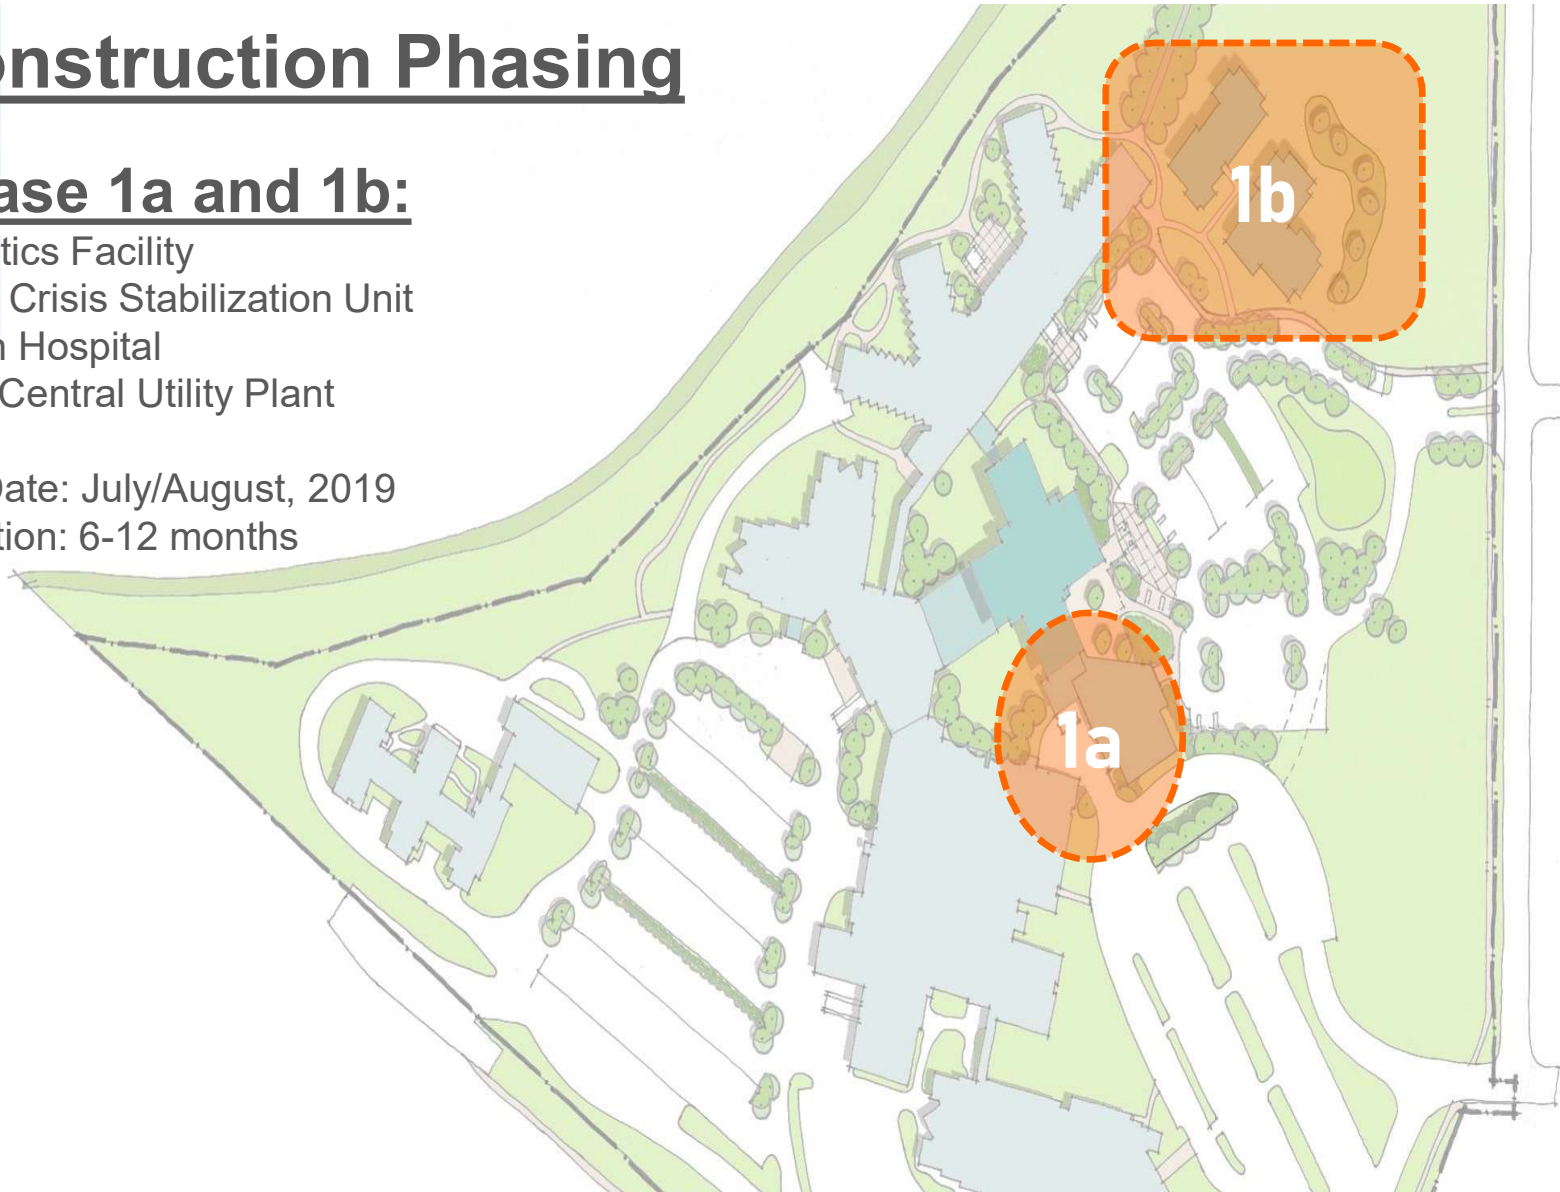 onstruction Phasing
ase 1a and 1b:
tics Facility
Crisis Stabilization Unit
n Hospital
Central Utility Plant
ate: July/August, 2019
tion: 6-12 months
1b
1a